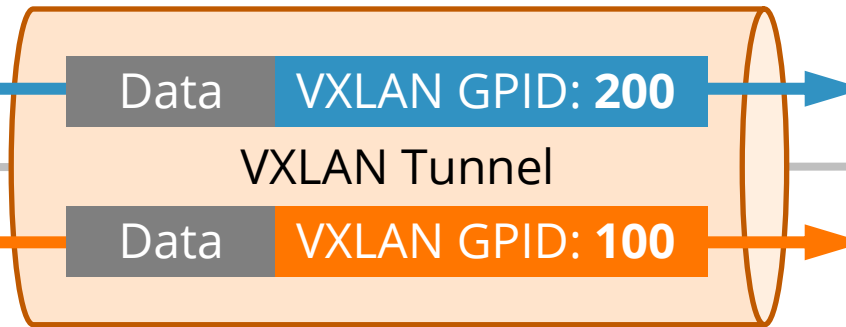 Data VXLAN GPID: 200
VXLAN Tunnel
Data VXLAN GPID: 100